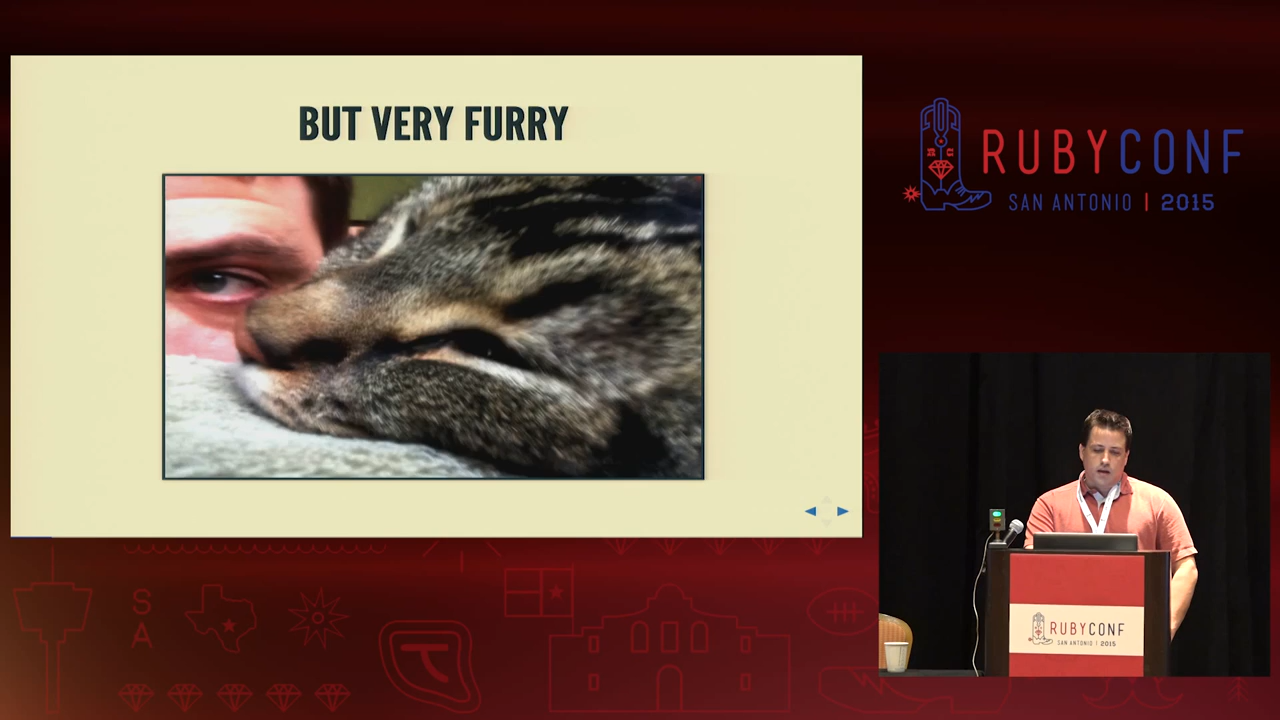 BUT VERY FURRY
RUBYCONF
SAN ANTONIO | 2015
S
A
RUBYCONF
SAN ANTONIO | 2015